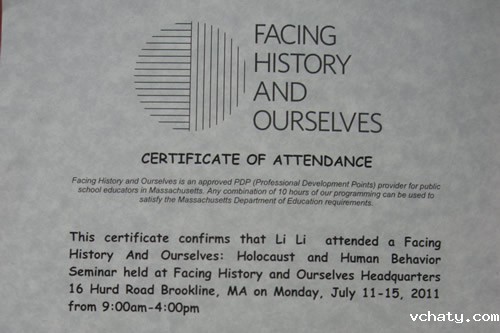 FACING
HISTORY
AND
OURSELVES
CERTIFICATE OF ATTENDANCE
Facing History and Ourselves is an approved PDP (Professional Development Points) provider for public
school educators in Massachusetts. Any combination of 10 hours of our programming can be used to
satisfy the Massachusetts Department of Education requirements.
This certificate confirms that Li Li attended a Facing
History And Ourselves: Holocaust and Human Behavior
Seminar held at Facing History and Ourselves Headquarters
16 Hurd Road Brookline, MA on Monday, July 11-15, 2011
from 9:00am-4:00pm
vchaty.com